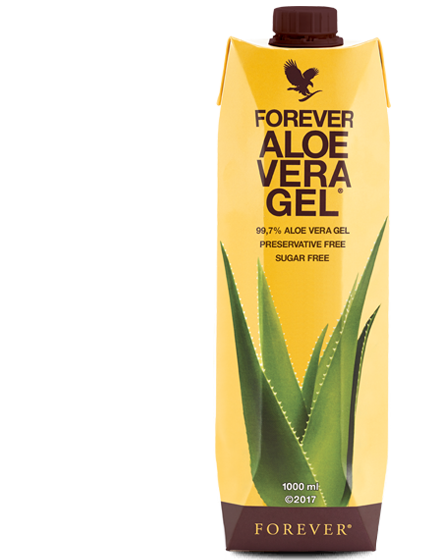 FOREVER
ALOE
VERA
GEL®
99,7% ALOE VERA GEL
PRESERVATIVE FREE
SUGAR FREE
1000 ml
©2017
FOREVER®